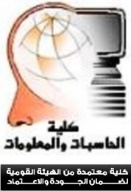 كلية
الحاسبات والمعلومات
كلية معتمدة من الهيئة القومية
لضمان الجودة والاعتماد